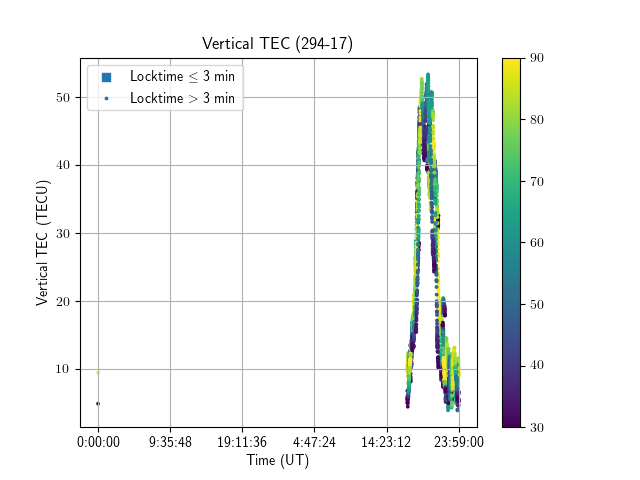 Vertical TEC (294-17)
Locktime ≤ 3 min
Locktime > 3 min
Vertical TEC (TECU)
50
40
30
20
10
0:00:00 9:35:48 19:11:36 4:47:24 14:23:12 23:59:00
Time (UT)
90
80
70
60
50
40
30